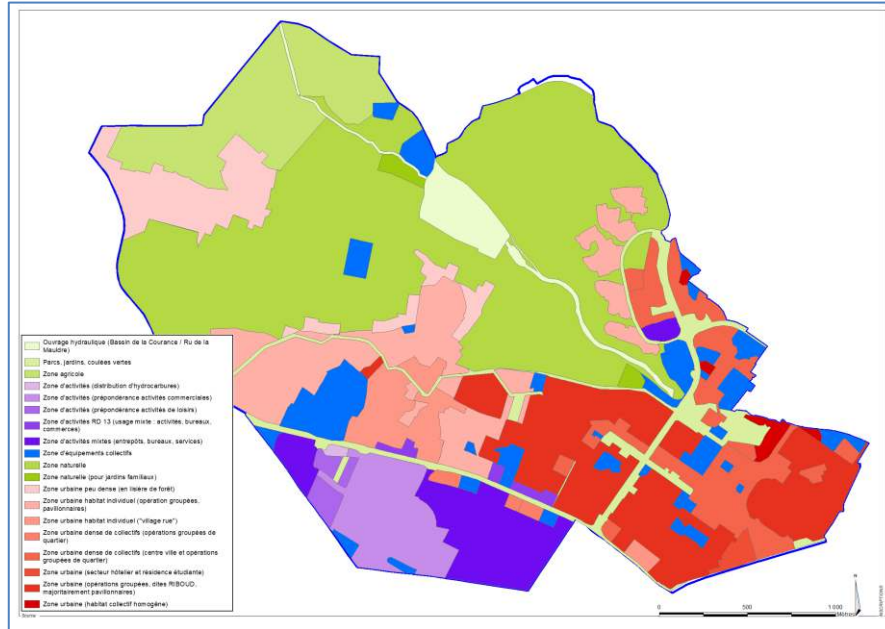 Ouvrage hydraulique (Bassin de la Courance / Ru de la
Mauldre)
Parcs, jardins, coulées vertes
Zone agricole
Zone d'activités (distribution d'hydrocarbures)
Zone d'activités (prépondérance activités commerciales)
Zone d'activités (prépondérance activités de loisirs)
Zone d'activités RD 13 (usage mixte : activités, bureaux,
commerces)
Zone d'activités mixtes (entrepôts, bureaux, services)
Zone d'équipements collectifs
Zone naturelle
Zone naturelle (pour jardins familiaux)
Zone urbaine peu dense (en lisière de forêt)
Zone urbaine habitat individuel (opération groupées,
pavillonnaires)
Zone urbaine habitat individuel ("village rue")
Zone urbaine dense de collectifs (opérations groupées de
quartier)
Zone urbaine dense de collectifs (centre ville et opérations
groupées de quartier)
Zone urbaine (secteur hôtelier et résidence étudiante)
Zone urbaine (opérations groupées, dites RIBOUD,
majoritairement pavillonnaires)
Zone urbaine (habitat collectif homogène)
0 500 1 000
Mètres